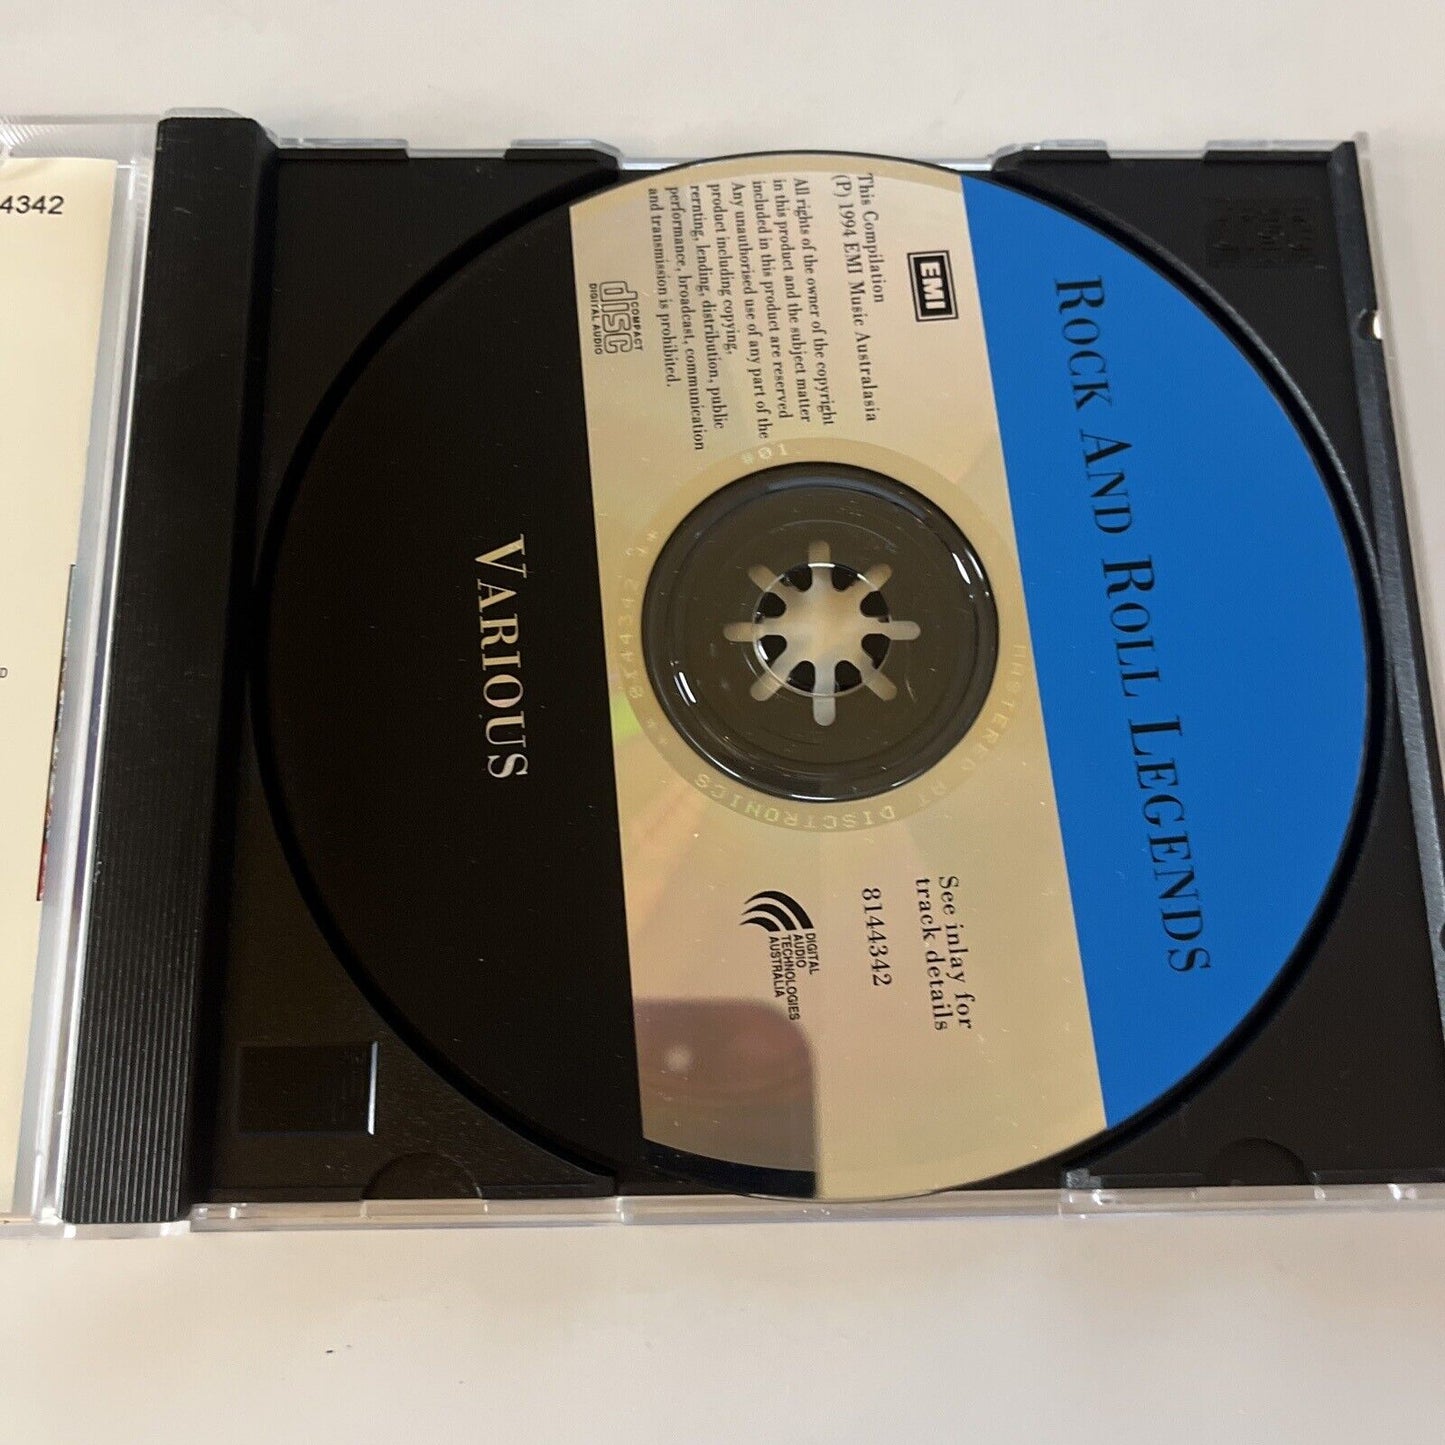 ROCK AND ROLL LEGENDS
EMI
This Compilation
(P) 1994 EMI Music Australasia
All rights of the owner of the copyright
in this product and the subject matter
included in this product are reserved
Any unauthorised use of any part of the
product including copying,
rernting, lending, distribution, public
performance, broadcast, communication
and transmission is prohibited.
COMPACT
disc
DIGITAL AUDIO
See inlay for
track details
8144342
DIGITAL
AUDIO
TECHNOLOGIES
AUSTRALIA
VARIOUS
#01
MASTERED AT DISCTRONICS
4342
D